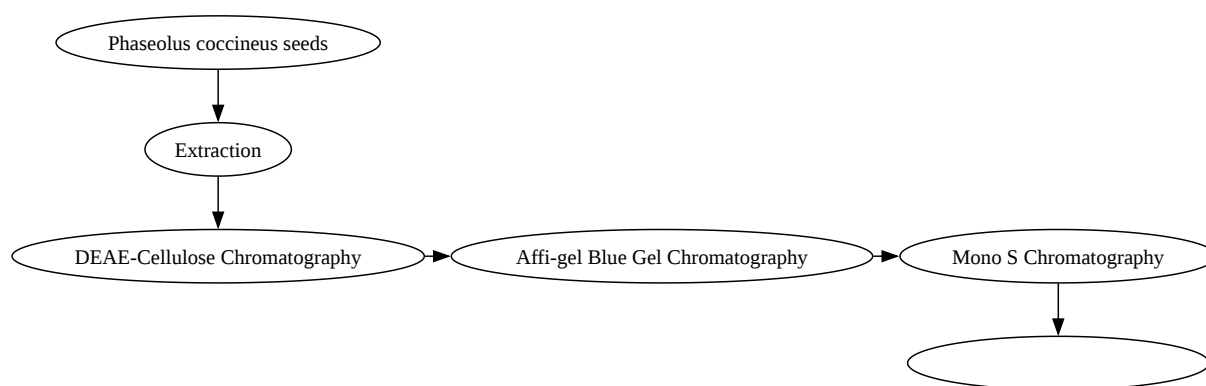 Phaseolus coccineus seeds
Extraction
DEAE-Cellulose Chromatography
Affi-gel Blue Gel Chromatography
Mono S Chromatography